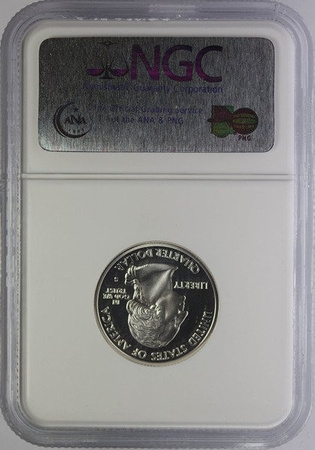 NGC
Numismatic Guaranty Corporation
Official grading service
of the ANA & PNG
ANA
PNG
UNITED STATES OF AMERICA
LIBERTY
IN
GOD WE
TRUST
QUARTER DOLLAR